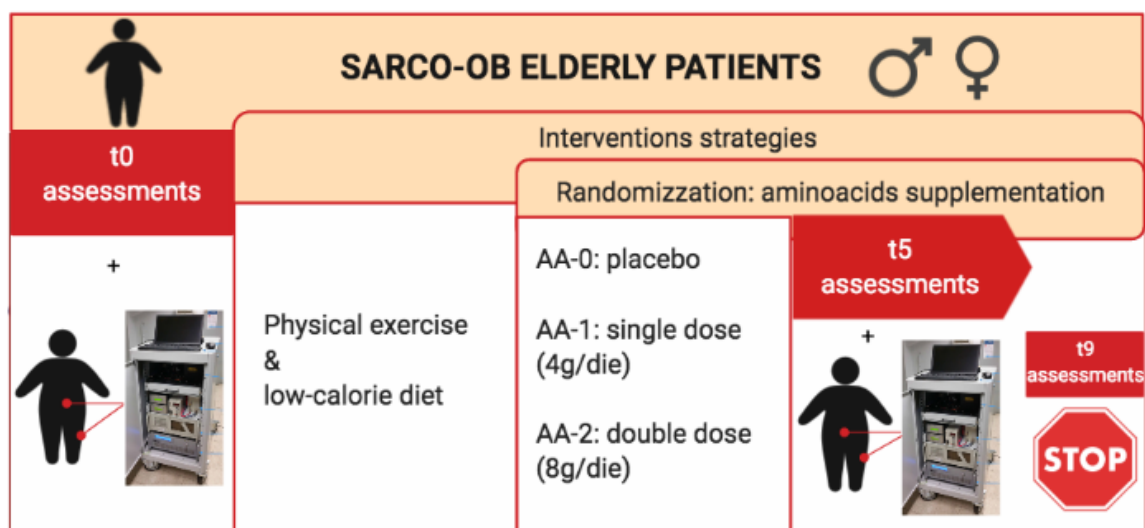 SARCO-OB ELDERLY PATIENTS
t0
assessments
+
Interventions strategies
Physical exercise
&
low-calorie diet
Randomizzation: aminoacids supplementation
AA-0: placebo
AA-1: single dose
(4g/die)
AA-2: double dose
(8g/die)
t5
assessments
+
t9
assessments
STOP